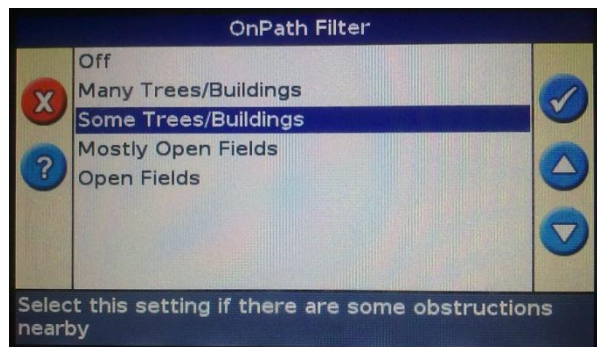 OnPath Filter
Off
Many Trees/Buildings
Some Trees/Buildings
Mostly Open Fields
Open Fields
X
?
Select this setting if there are some obstructions
nearby